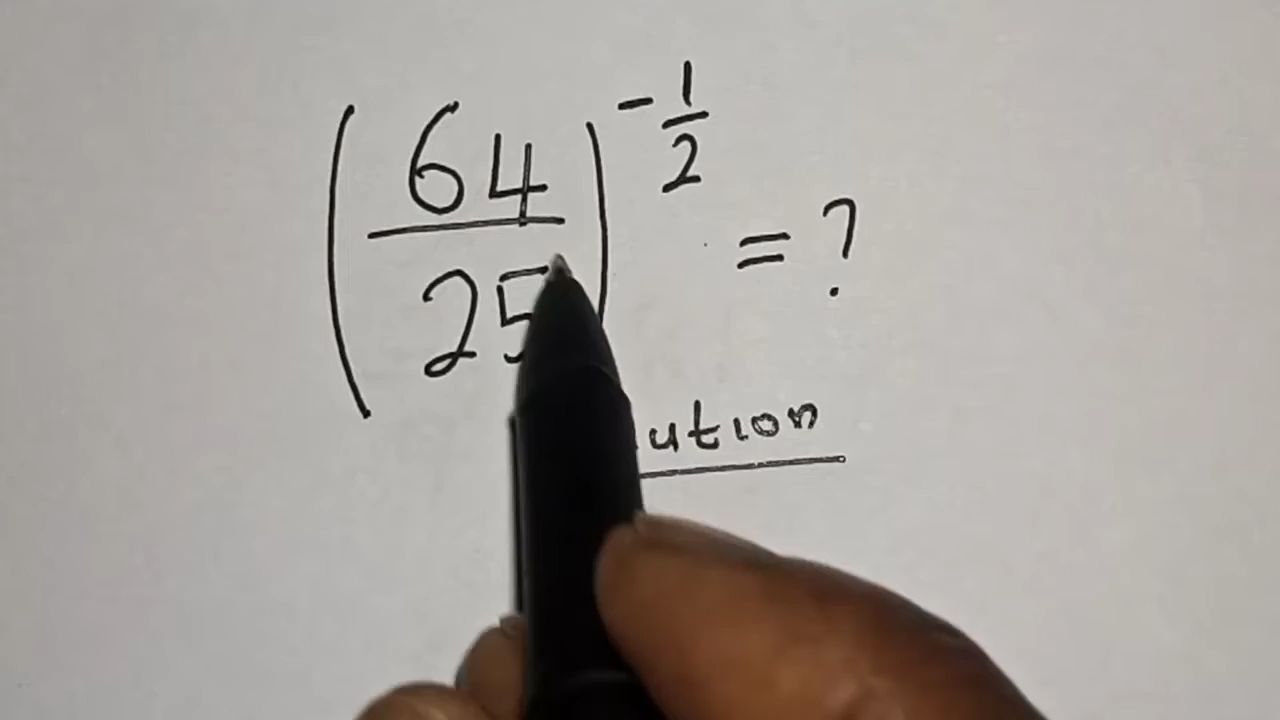 (64/25)^-1/2 = ?
ution